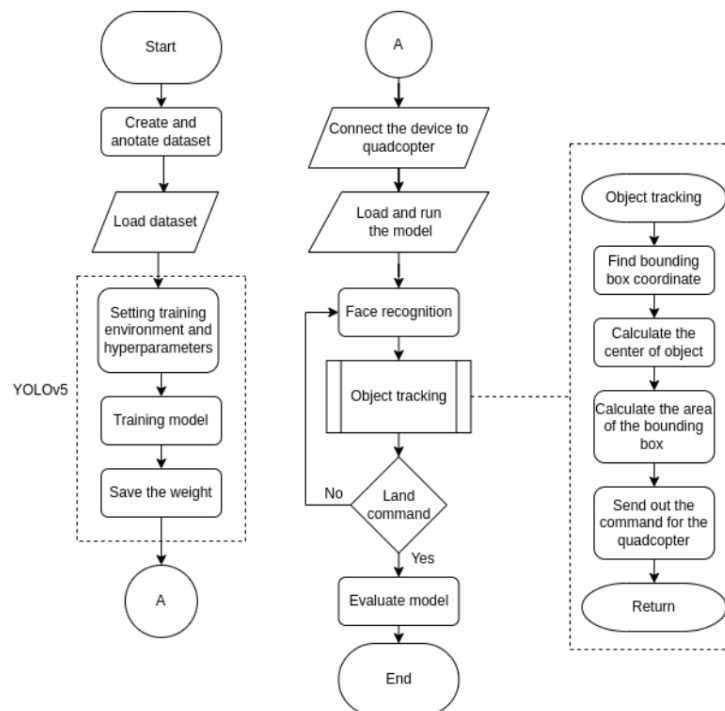 Start
Create and
anotate dataset
Load dataset
YOLOv5
Setting training
environment and
hyperparameters
Training model
Save the weight
A
A
Connect the device to
quadcopter
Load and run
the model
Face recognition
Object tracking
No
Land
command
Yes
Evaluate model
End
Object tracking
Find bounding
box coordinate
Calculate the
center of object
Calculate the area
of the bounding
box
Send out the
command for the
quadcopter
Return